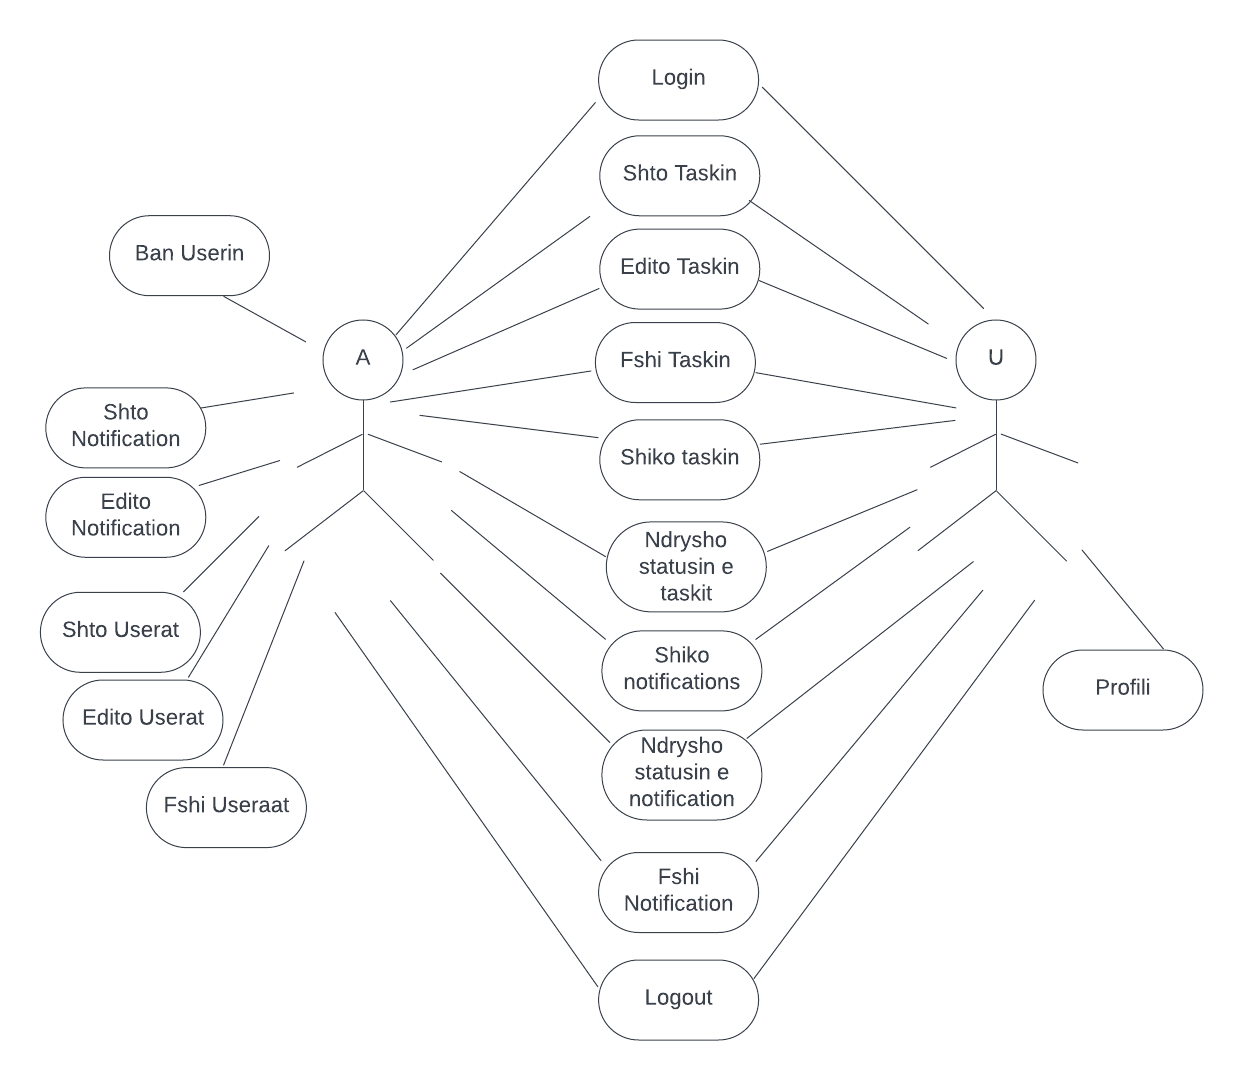 Login
Shto Taskin
Ban Userin
Edito Taskin
A
Fshi Taskin
U
Shto
Notification
Shiko taskin
Edito
Notification
Ndrysho
statusin e
taskit
Shto Userat
Shiko
notifications
Profili
Edito Userat
Ndrysho
statusin e
notification
Fshi Useraat
Fshi
Notification
Logout